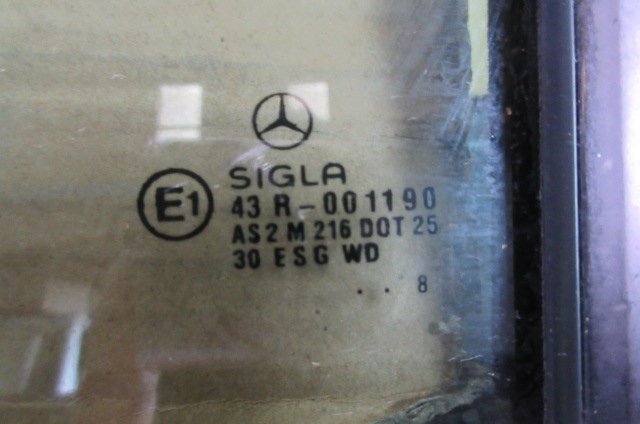 SIGLA
E1
43 R-001190
AS2 M 216 DOT 25
30 ESG WD
. . 8